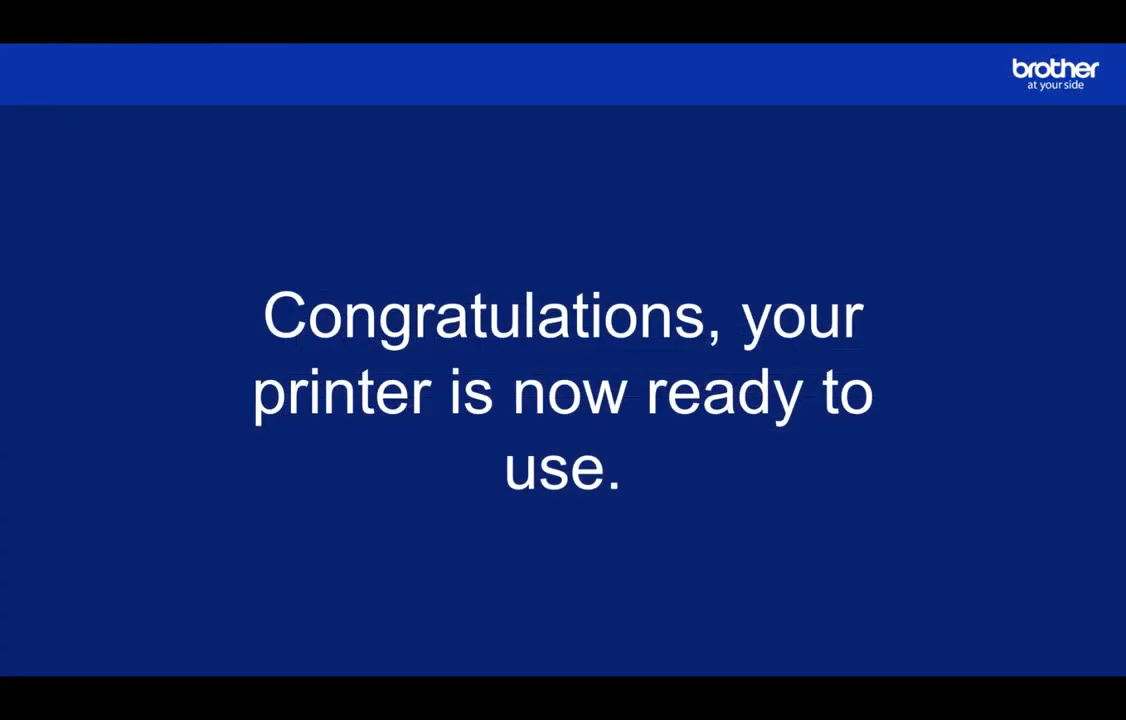 brother
at your side
Congratulations, your
printer is now ready to
use.